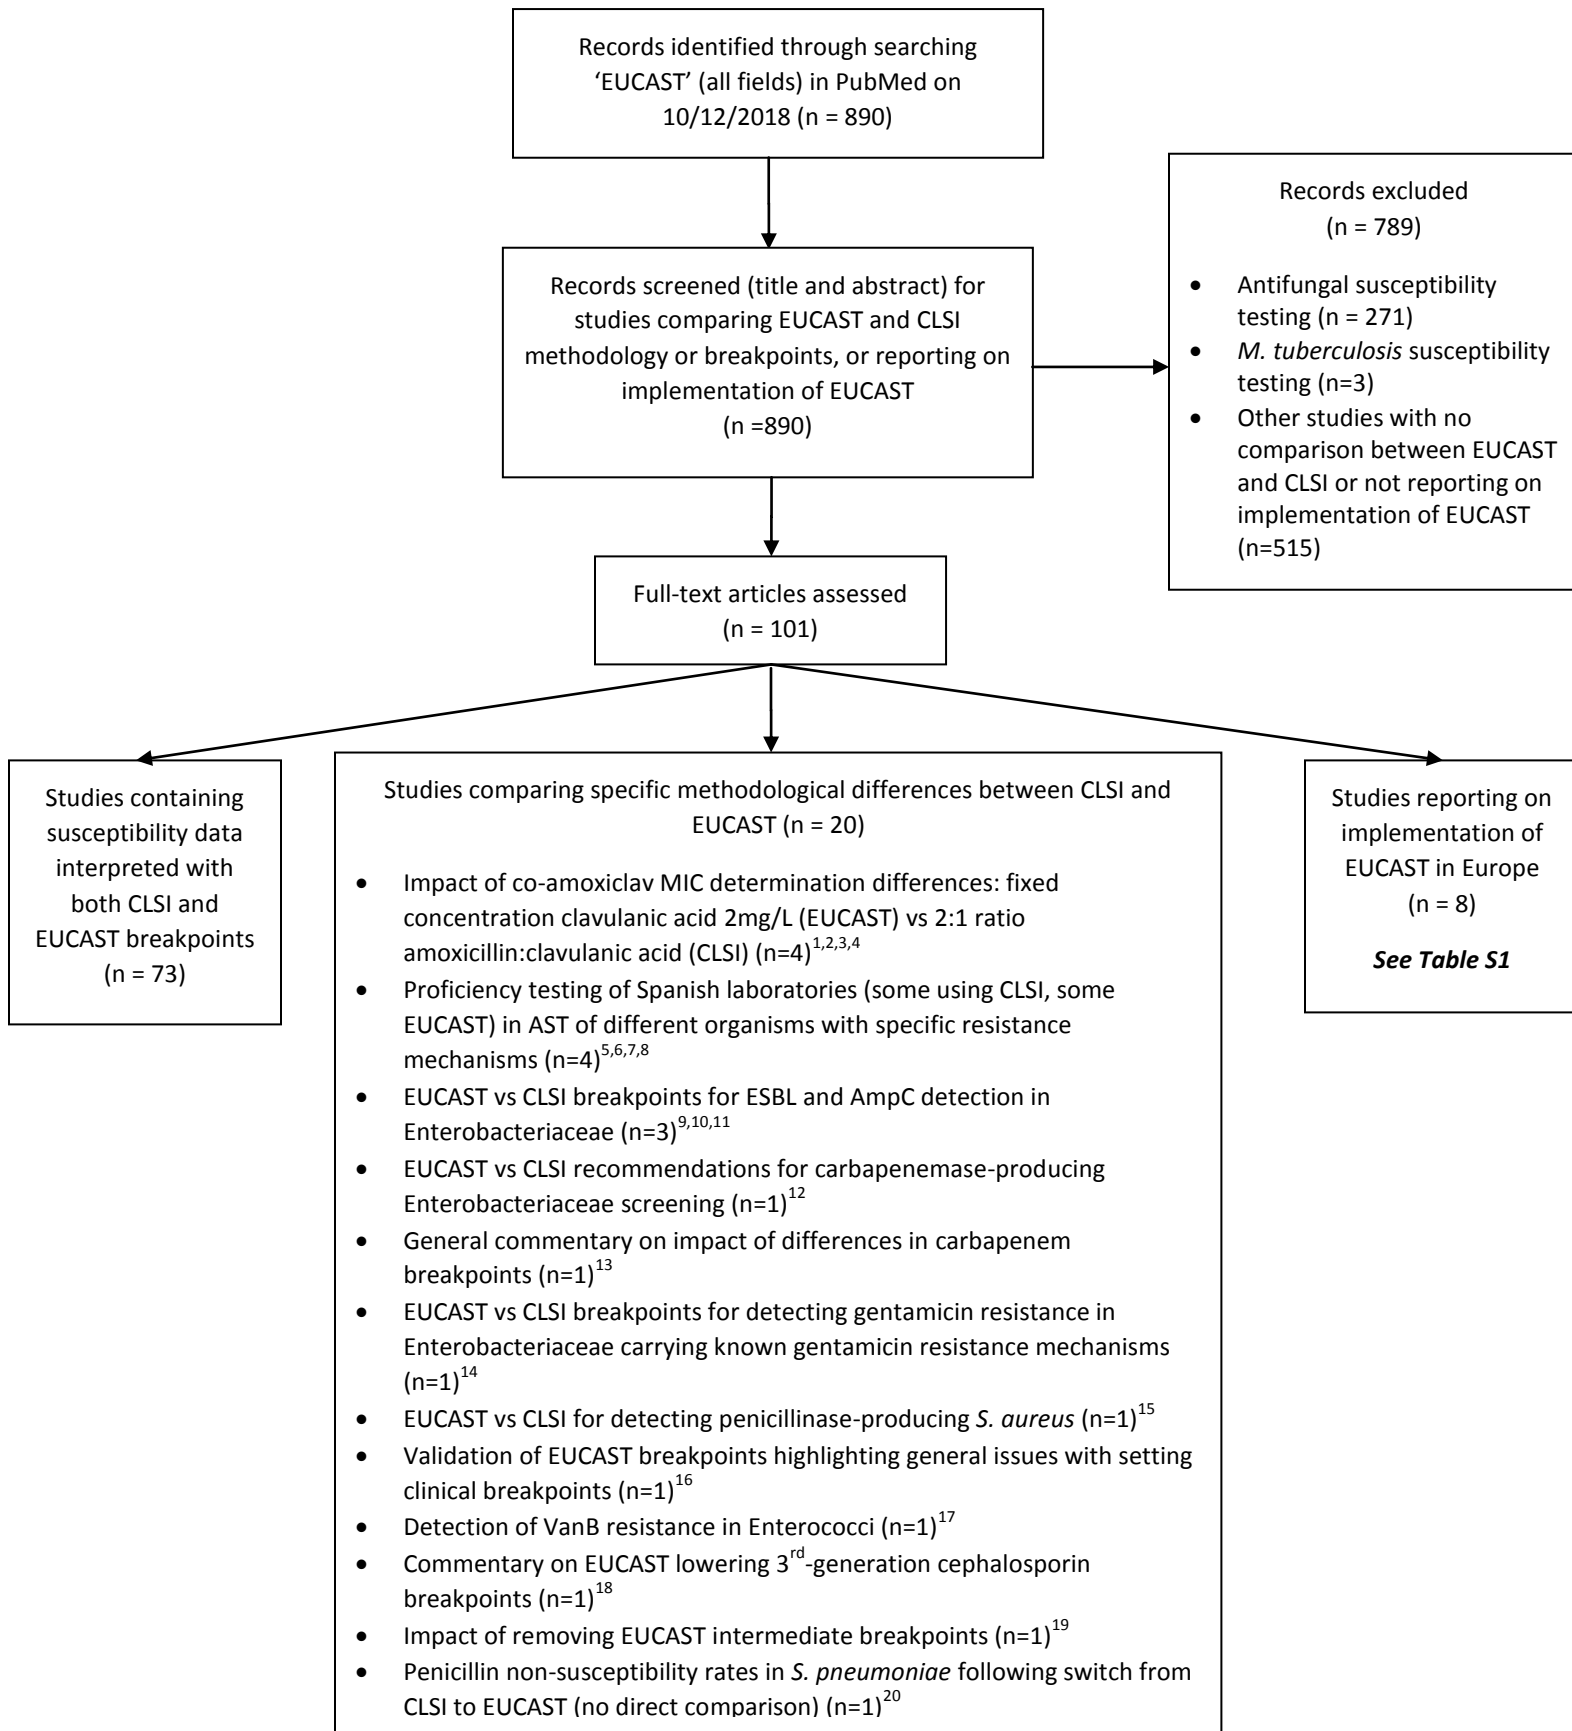 Records identified through searching
‘EUCAST’ (all fields) in PubMed on
10/12/2018 (n = 890)
Records excluded
(n = 789)
• Antifungal susceptibility
testing (n = 271)
• M. tuberculosis susceptibility
testing (n=3)
• Other studies with no
comparison between EUCAST
and CLSI or not reporting on
implementation of EUCAST
(n=515)
Records screened (title and abstract) for
studies comparing EUCAST and CLSI
methodology or breakpoints, or reporting on
implementation of EUCAST
(n =890)
Full-text articles assessed
(n = 101)
Studies containing
susceptibility data
interpreted with
both CLSI and
EUCAST breakpoints
(n = 73)
Studies comparing specific methodological differences between CLSI and
EUCAST (n = 20)
• Impact of co-amoxiclav MIC determination differences: fixed
concentration clavulanic acid 2mg/L (EUCAST) vs 2:1 ratio
amoxicillin:clavulanic acid (CLSI) (n=4)1,2,3,4
• Proficiency testing of Spanish laboratories (some using CLSI, some
EUCAST) in AST of different organisms with specific resistance
mechanisms (n=4)5,6,7,8
• EUCAST vs CLSI breakpoints for ESBL and AmpC detection in
Enterobacteriaceae (n=3)9,10,11
• EUCAST vs CLSI recommendations for carbapenemase-producing
Enterobacteriaceae screening (n=1)12
• General commentary on impact of differences in carbapenem
breakpoints (n=1)13
• EUCAST vs CLSI breakpoints for detecting gentamicin resistance in
Enterobacteriaceae carrying known gentamicin resistance mechanisms
(n=1)14
• EUCAST vs CLSI for detecting penicillinase-producing S. aureus (n=1)15
• Validation of EUCAST breakpoints highlighting general issues with setting
clinical breakpoints (n=1)16
• Detection of VanB resistance in Enterococci (n=1)17
• Commentary on EUCAST lowering 3rd-generation cephalosporin
breakpoints (n=1)18
• Impact of removing EUCAST intermediate breakpoints (n=1)19
• Penicillin non-susceptibility rates in S. pneumoniae following switch from
CLSI to EUCAST (no direct comparison) (n=1)20
Studies reporting on
implementation of
EUCAST in Europe
(n = 8)
See Table S1